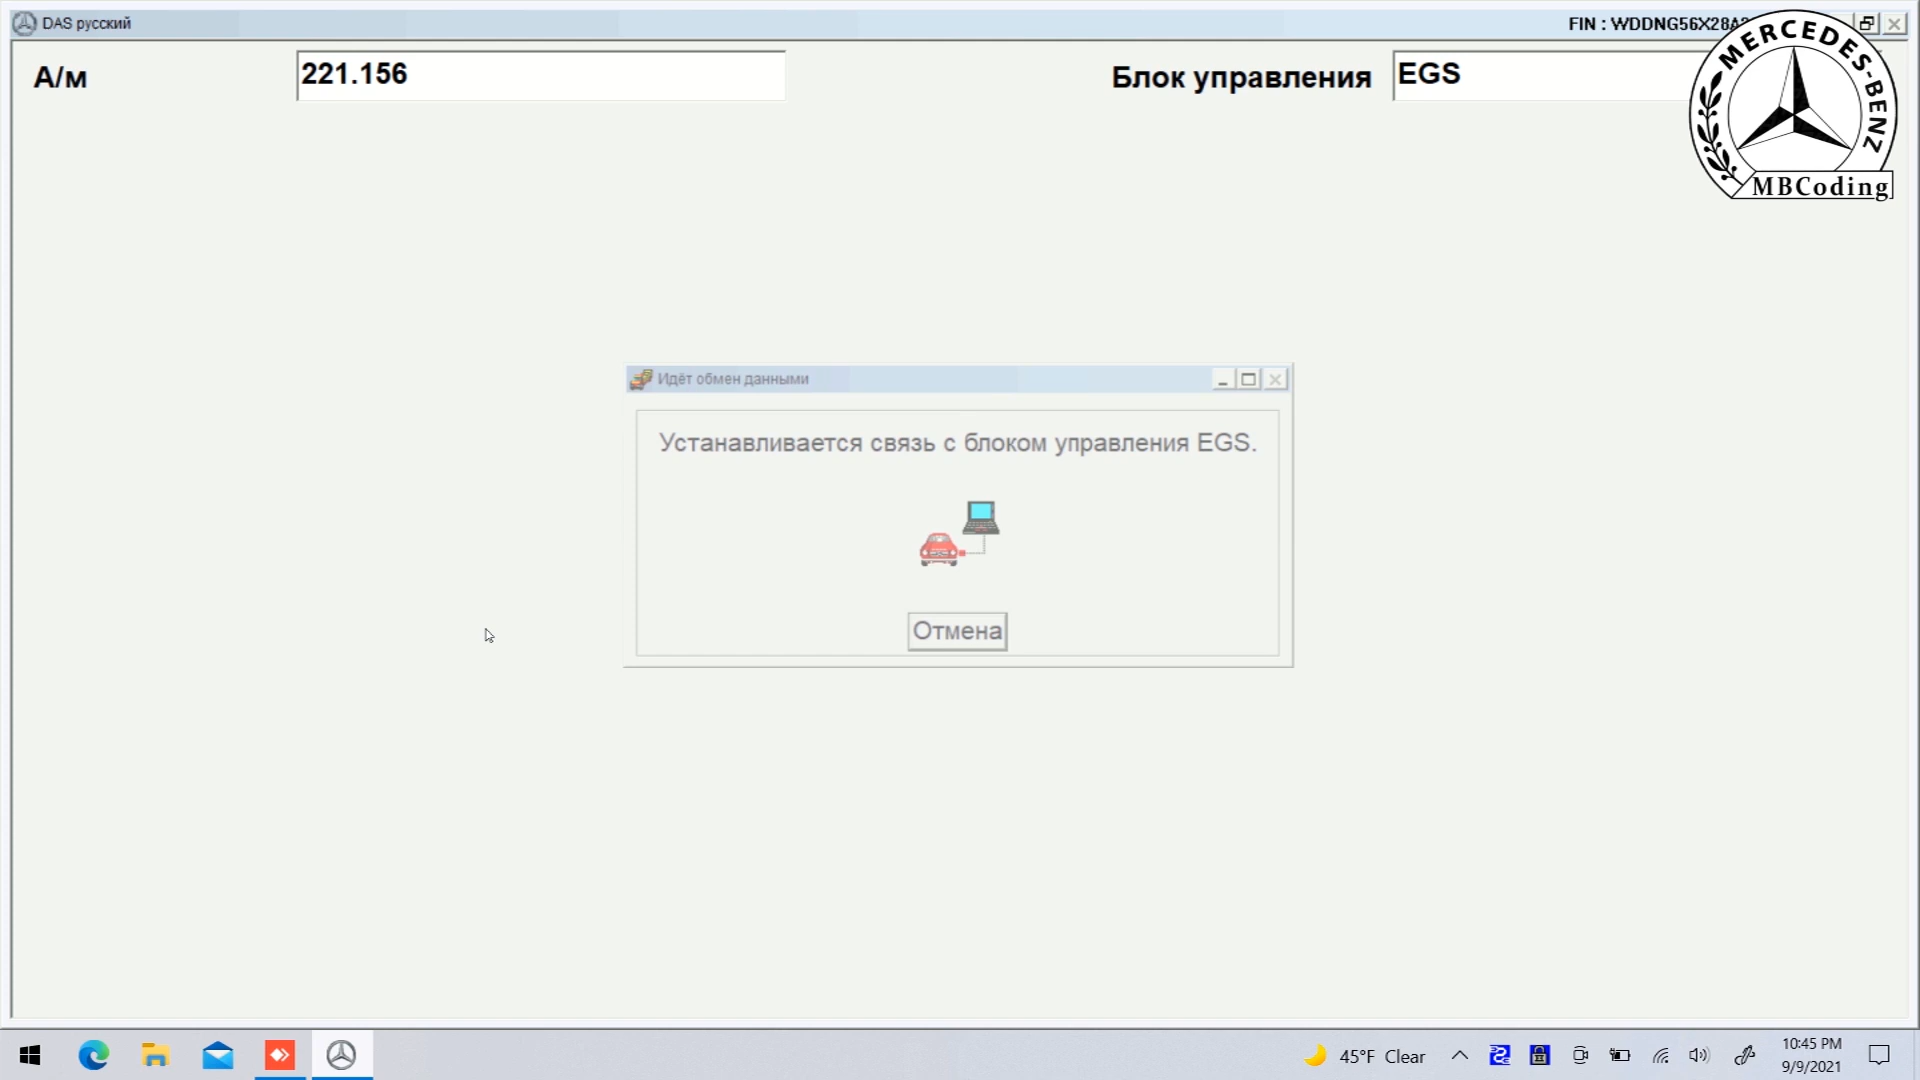 DAS русский
FIN : WDDNG56X28A
А/м
221.156
Блок управления
EGS
MERCEDES-BENZ
MBCoding
Идёт обмен данными
Устанавливается связь с блоком управления EGS.
Отмена
45°F Clear
10:45 PM
9/9/2021